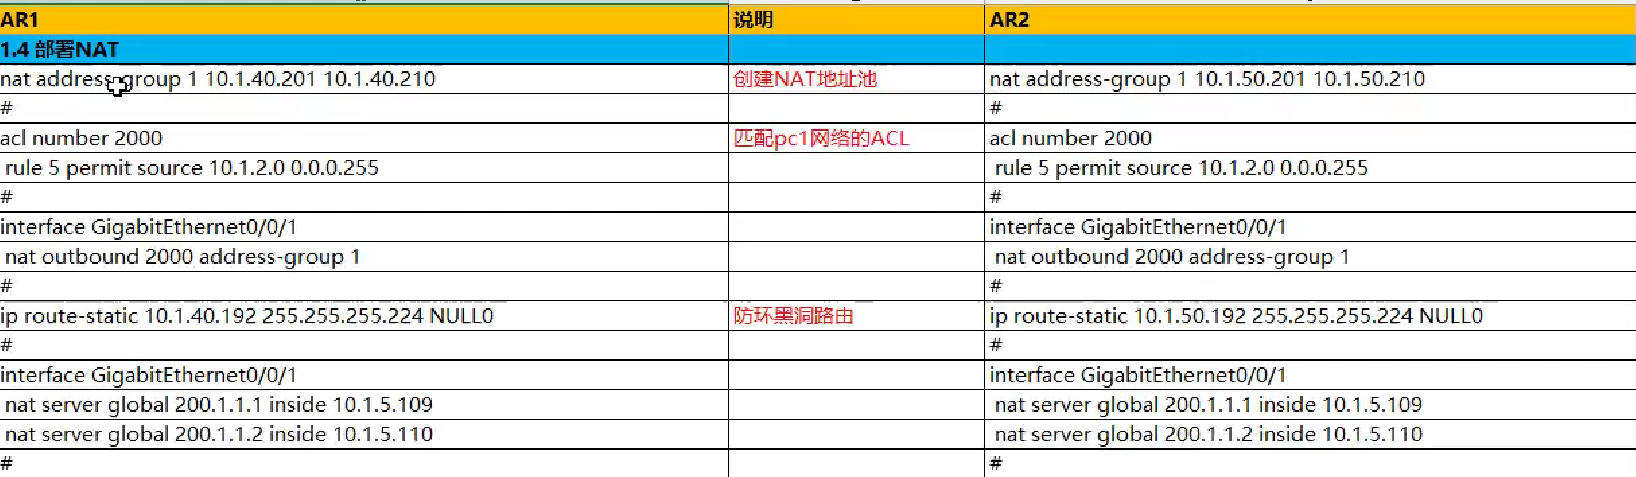 AR1 说明 AR2
1.4 部署NAT
nat address-group 1 10.1.40.201 10.1.40.210 创建NAT地址池 nat address-group 1 10.1.50.201 10.1.50.210
# #
acl number 2000 匹配pc1网络的ACL acl number 2000
rule 5 permit source 10.1.2.0 0.0.0.255 rule 5 permit source 10.1.2.0 0.0.0.255
# #
interface GigabitEthernet0/0/1 interface GigabitEthernet0/0/1
nat outbound 2000 address-group 1 nat outbound 2000 address-group 1
# #
ip route-static 10.1.40.192 255.255.255.224 NULL0 防环黑洞路由 ip route-static 10.1.50.192 255.255.255.224 NULL0
# #
interface GigabitEthernet0/0/1 interface GigabitEthernet0/0/1
nat server global 200.1.1.1 inside 10.1.5.109 nat server global 200.1.1.1 inside 10.1.5.109
nat server global 200.1.1.2 inside 10.1.5.110 nat server global 200.1.1.2 inside 10.1.5.110
# #